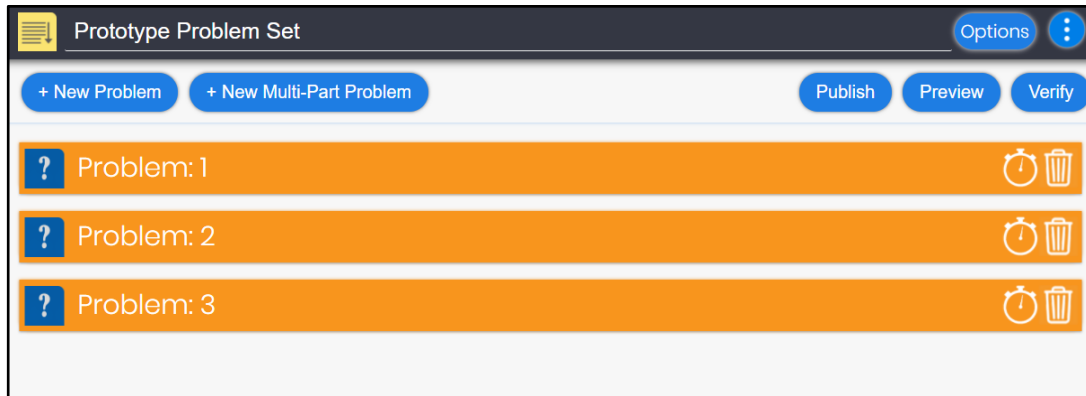 Prototype Problem Set
Options
+ New Problem + New Multi-Part Problem Publish Preview Verify
? Problem: 1
? Problem: 2
? Problem: 3